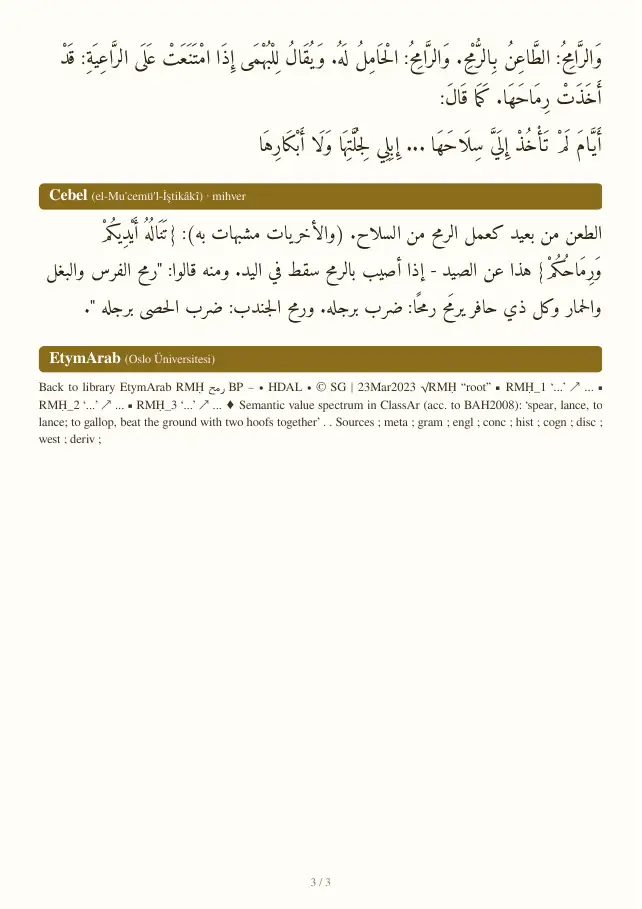 وَالرَّامِحُ: الطَّاعِنُ بِالرُّمْحِ. وَالرَّامِحُ: الْحَامِلُ لَهُ. وَيُقَالُ لِلْبُهْمَى إِذَا امْتَنَعَتْ عَلَى الرَّاعِيَةِ: قَدْ
أَخَذَتْ رِمَاحَهَا. كَمَا قَالَ:
أَيَّامَ لَمْ تَأْخُذْ إِلَيَّ سِلَاحَهَا ... إِبِلِي لِجُلَّتِهَا وَلَا أَبْكَارِهَا
Cebel (el-Mu'cemü'l-İştikâkî) · mihver
الطعن من بعيد كعمل الرمح من السلاح. (والأخريات مشبهات به): {تَنَالُهُ أَيْدِيكُمْ
وَرِمَاحُكُمْ} هذا عن الصيد - إذا أصيب بالرمح سقط في اليد. ومنه قالوا: "رمح الفرس والبغل
والحمار وكل ذي حافر يرمَح رمحًا: ضرب برجله. ورمح الجندب: ضرب الحصى برجله ".
EtymArab (Oslo Üniversitesi)
Back to library EtymArab RMḤ رمح BP – ▪ HDAL ▪ © SG | 23Mar2023 √RMḤ “root” ▪ RMḤ_1 ‘...’ ↗ ... ▪
RMḤ_2 ‘...’ ↗ ... ▪ RMḤ_3 ‘...’ ↗ ... ♦ Semantic value spectrum in ClassAr (acc. to BAH2008): ‘spear, lance, to
lance; to gallop, beat the ground with two hoofs together’ . . Sources ; meta ; gram ; engl ; conc ; hist ; cogn ; disc ;
west ; deriv ;
3 / 3